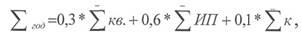 ∑ год = 0,3* ∑̄ кв. + 0,6* ∑̄ ИП + 0,1* ∑̄ к ,